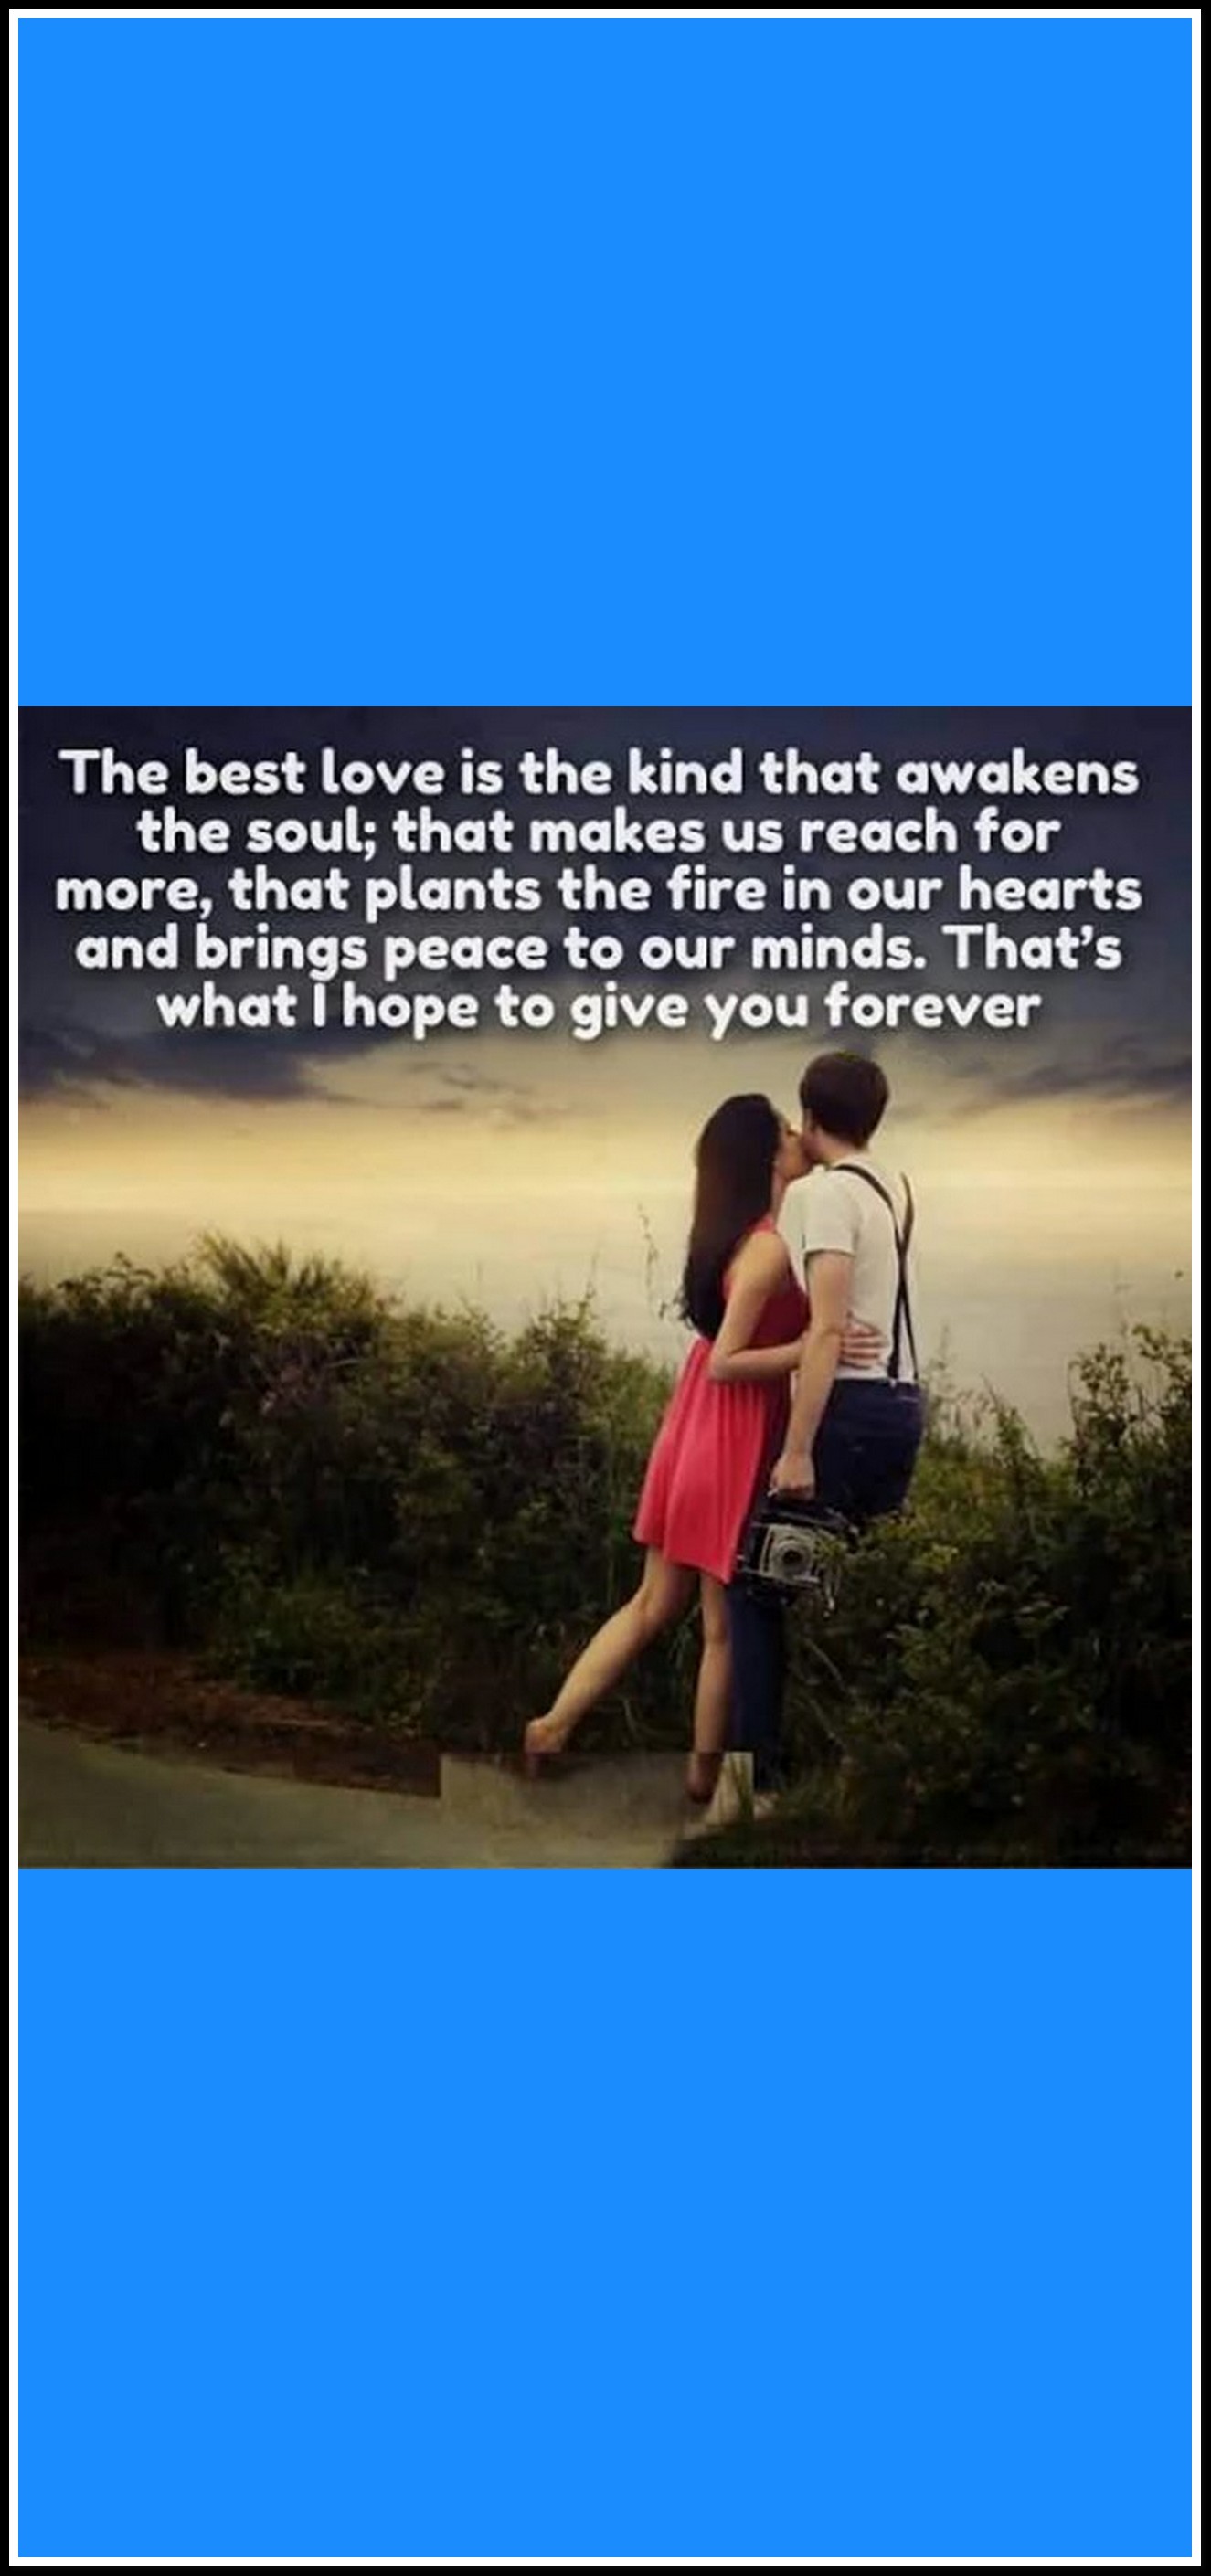 The best love is the kind that awakens
the soul; that makes us reach for
more, that plants the fire in our hearts
and brings peace to our minds. That’s
what I hope to give you forever